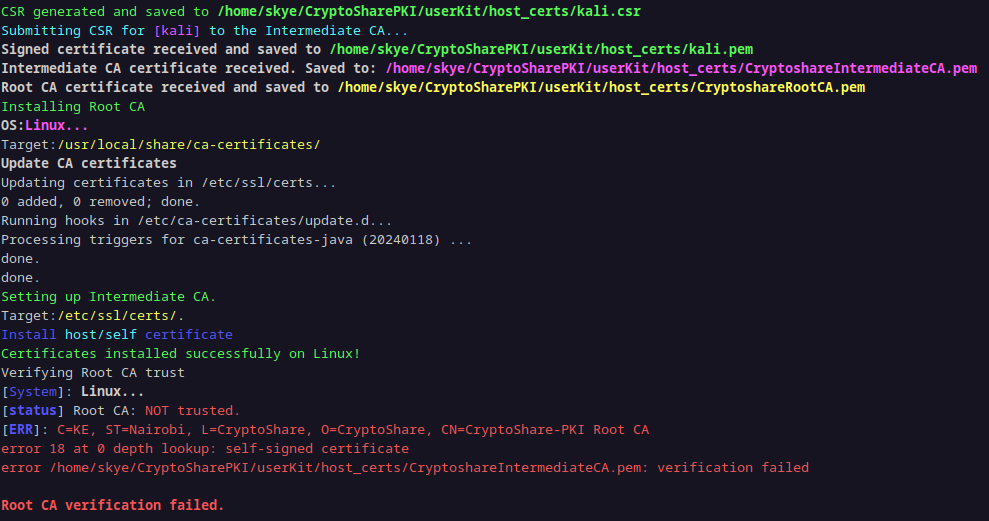 CSR generated and saved to /home/skye/CryptoSharePKI/userKit/host_certs/kali.csr
Submitting CSR for [kali] to the Intermediate CA...
Signed certificate received and saved to /home/skye/CryptoSharePKI/userKit/host_certs/kali.pem
Intermediate CA certificate received. Saved to: /home/skye/CryptoSharePKI/userKit/host_certs/CryptoshareIntermediateCA.pem
Root CA certificate received and saved to /home/skye/CryptoSharePKI/userKit/host_certs/CryptoshareRootCA.pem
Installing Root CA
OS:Linux...
Target:/usr/local/share/ca-certificates/
Update CA certificates
Updating certificates in /etc/ssl/certs...
0 added, 0 removed; done.
Running hooks in /etc/ca-certificates/update.d...
Processing triggers for ca-certificates-java (20240118) ...
done.
done.
Setting up Intermediate CA.
Target:/etc/ssl/certs/.
Install host/self certificate
Certificates installed successfully on Linux!
Verifying Root CA trust
[System]: Linux...
[status] Root CA: NOT trusted.
[ERR]: C=KE, ST=Nairobi, L=CryptoShare, O=CryptoShare, CN=CryptoShare-PKI Root CA
error 18 at 0 depth lookup: self-signed certificate
error /home/skye/CryptoSharePKI/userKit/host_certs/CryptoshareIntermediateCA.pem: verification failed
Root CA verification failed.